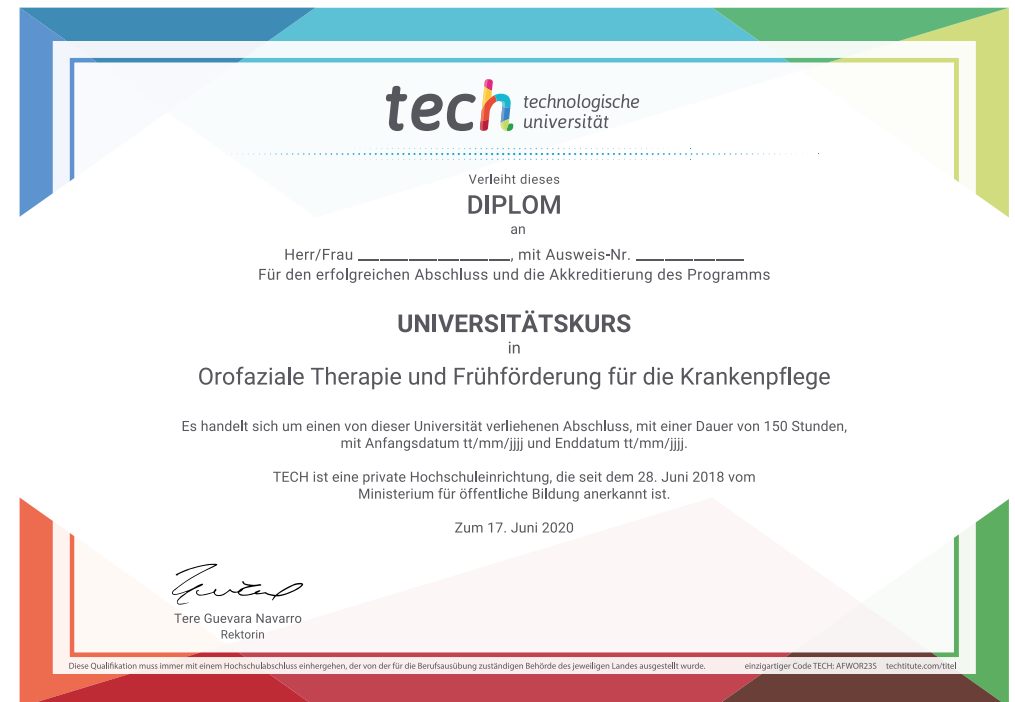 tech technologische
universität
Verleiht dieses
DIPLOM
an
Herr/Frau ____________________, mit Ausweis-Nr. ______________
Für den erfolgreichen Abschluss und die Akkreditierung des Programms
UNIVERSITÄTSKURS
in
Orofaziale Therapie und Frühförderung für die Krankenpflege
Es handelt sich um einen von dieser Universität verliehenen Abschluss, mit einer Dauer von 150 Stunden,
mit Anfangsdatum tt/mm/jjjj und Enddatum tt/mm/jjjj.
TECH ist eine private Hochschuleinrichtung, die seit dem 28. Juni 2018 vom
Ministerium für öffentliche Bildung anerkannt ist.
Zum 17. Juni 2020
Tere Guevara Navarro
Rektorin
Diese Qualifikation muss immer mit einem Hochschulabschluss einhergehen, der von der für die Berufsausübung zuständigen Behörde des jeweiligen Landes ausgestellt wurde. einzigartiger Code TECH: AFWOR23S techtitute.com/titel